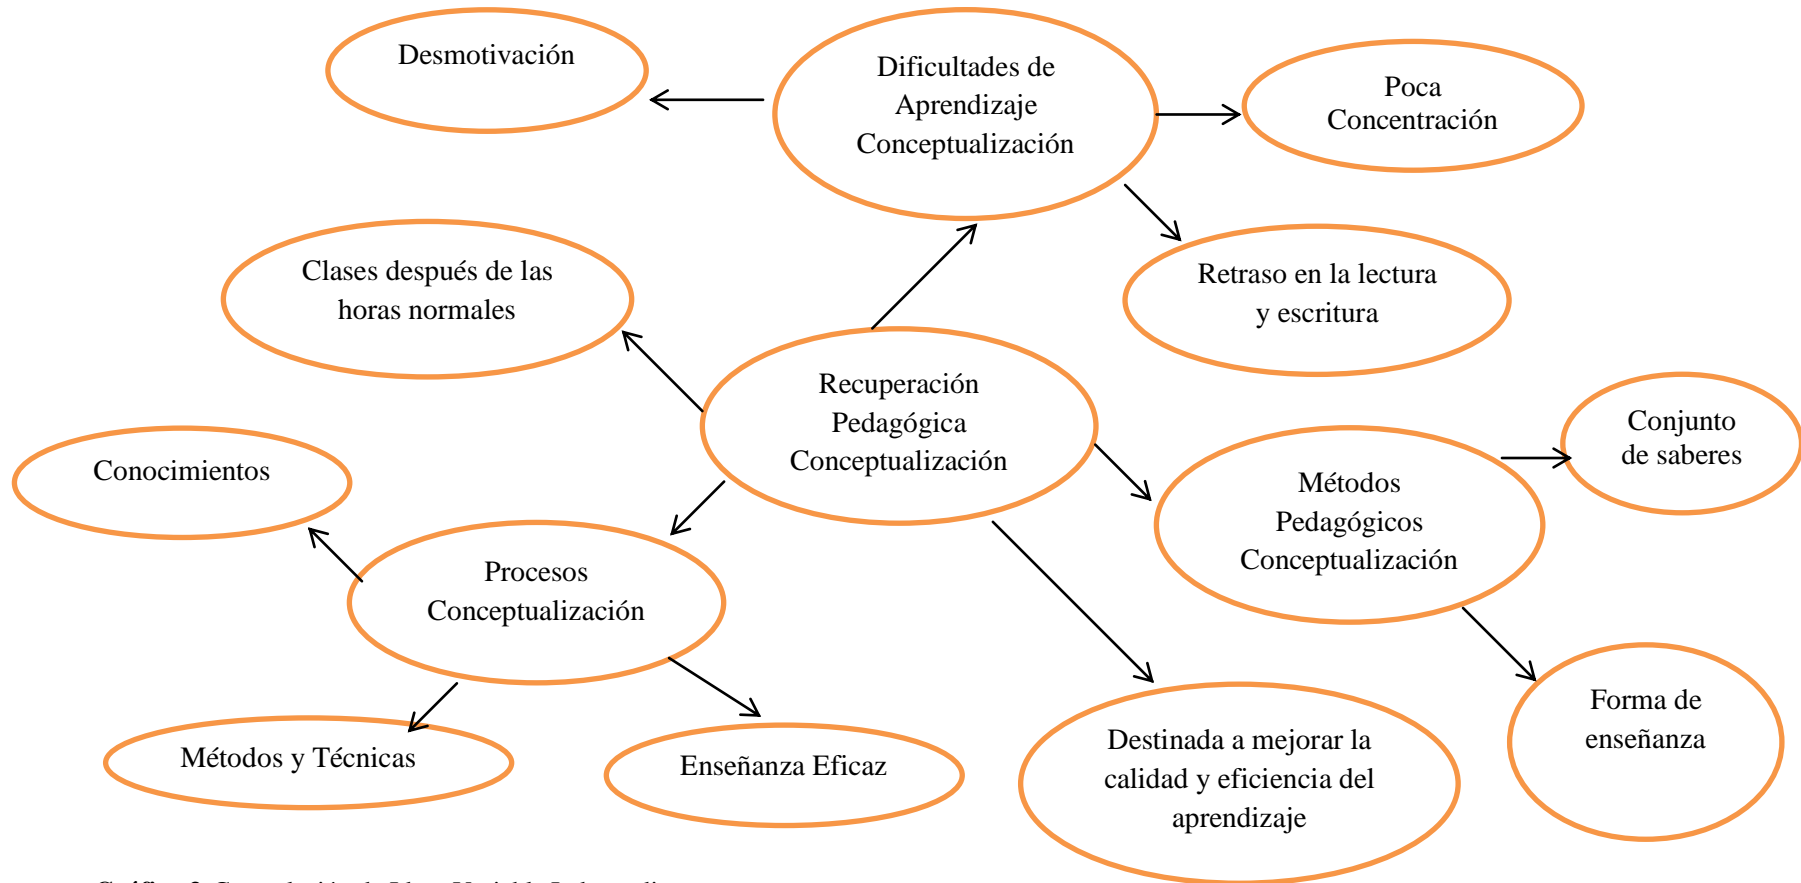 Desmotivación
Dificultades de
Aprendizaje
Conceptualización
Poca
Concentración
Clases después de las
horas normales
Retraso en la lectura
y escritura
Recuperación
Pedagógica
Conceptualización
Conjunto
de saberes
Conocimientos
Métodos
Pedagógicos
Conceptualización
Procesos
Conceptualización
Forma de
enseñanza
Métodos y Técnicas
Enseñanza Eficaz
Destinada a mejorar la
calidad y eficiencia del
aprendizaje